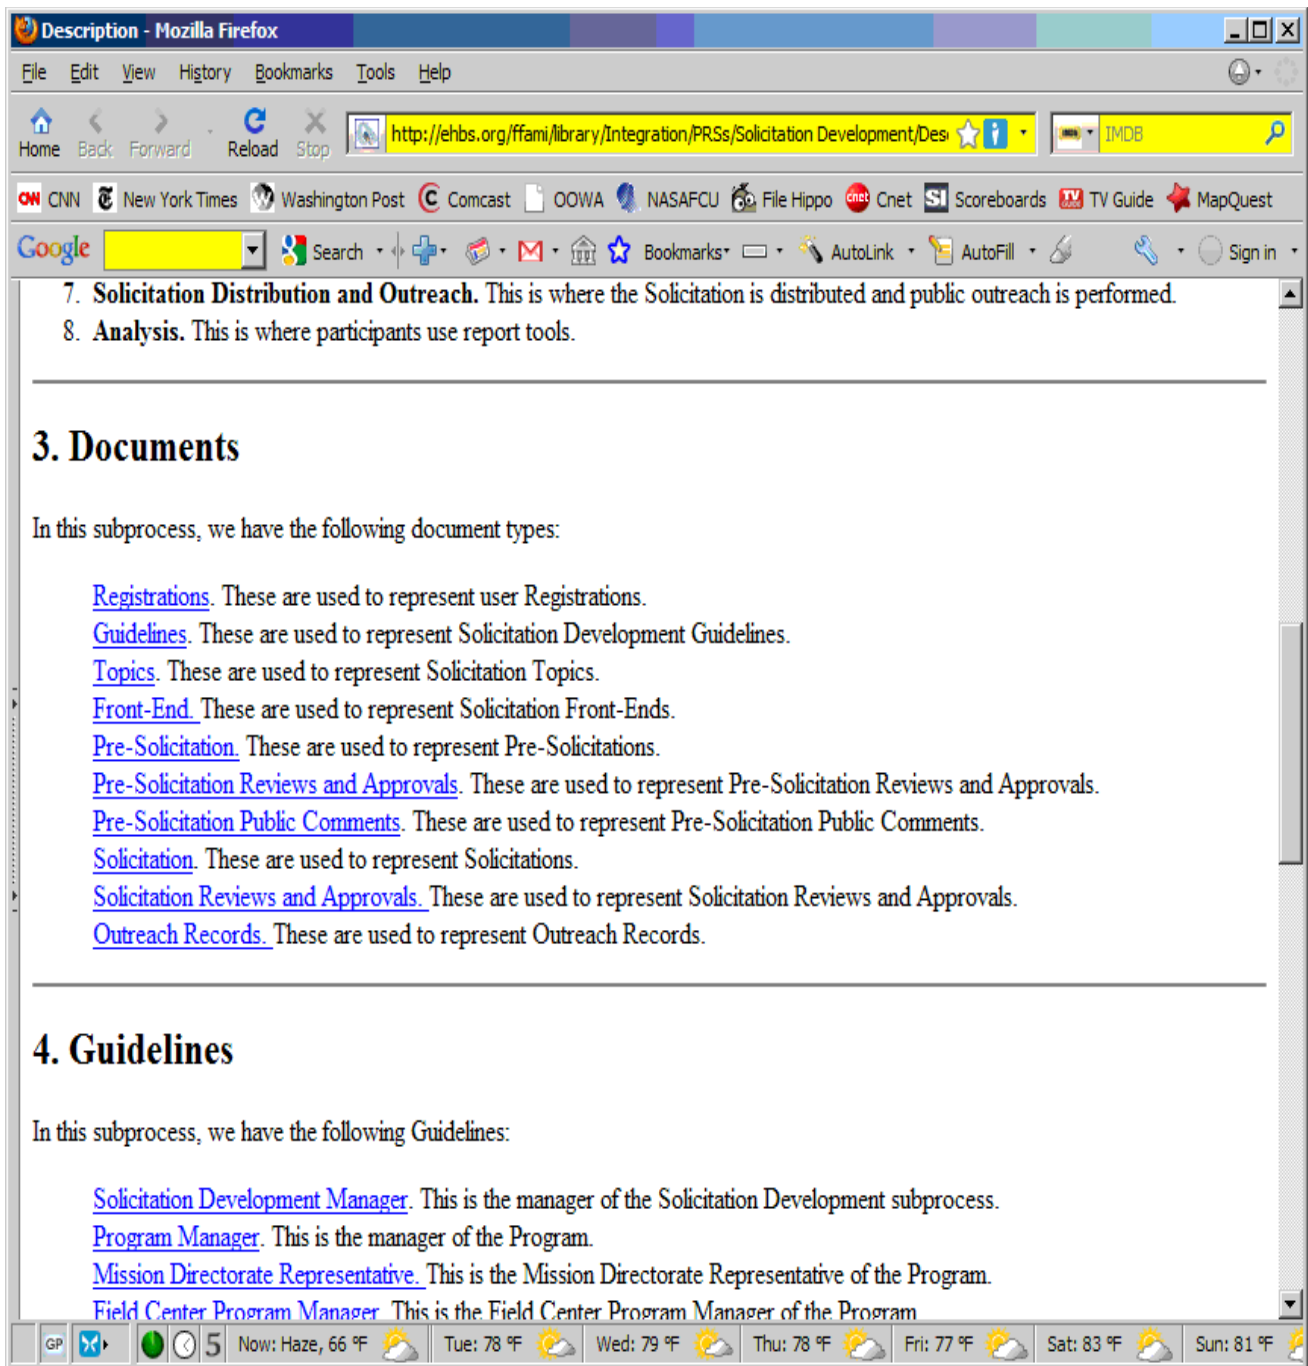 Description - Mozilla Firefox
File Edit View History Bookmarks Tools Help
Home Back Forward Reload Stop http://ehbs.org/ffami/library/Integration/PRSs/Solicitation Development/Des IMDB
CNN New York Times Washington Post Comcast OOWA NASAFCU File Hippo Cnet Scoreboards TV Guide MapQuest
Google Search Bookmarks AutoLink AutoFill Sign in
7. Solicitation Distribution and Outreach. This is where the Solicitation is distributed and public outreach is performed.
8. Analysis. This is where participants use report tools.
3. Documents
In this subprocess, we have the following document types:
Registrations. These are used to represent user Registrations.
Guidelines. These are used to represent Solicitation Development Guidelines.
Topics. These are used to represent Solicitation Topics.
Front-End. These are used to represent Solicitation Front-Ends.
Pre-Solicitation. These are used to represent Pre-Solicitations.
Pre-Solicitation Reviews and Approvals. These are used to represent Pre-Solicitation Reviews and Approvals.
Pre-Solicitation Public Comments. These are used to represent Pre-Solicitation Public Comments.
Solicitation. These are used to represent Solicitations.
Solicitation Reviews and Approvals. These are used to represent Solicitation Reviews and Approvals.
Outreach Records. These are used to represent Outreach Records.
4. Guidelines
In this subprocess, we have the following Guidelines:
Solicitation Development Manager. This is the manager of the Solicitation Development subprocess.
Program Manager. This is the manager of the Program.
Mission Directorate Representative. This is the Mission Directorate Representative of the Program.
Field Center Program Manager. This is the Field Center Program Manager of the Program
GP 5 Now: Haze, 66 °F Tue: 78 °F Wed: 79 °F Thu: 78 °F Fri: 77 °F Sat: 83 °F Sun: 81 °F